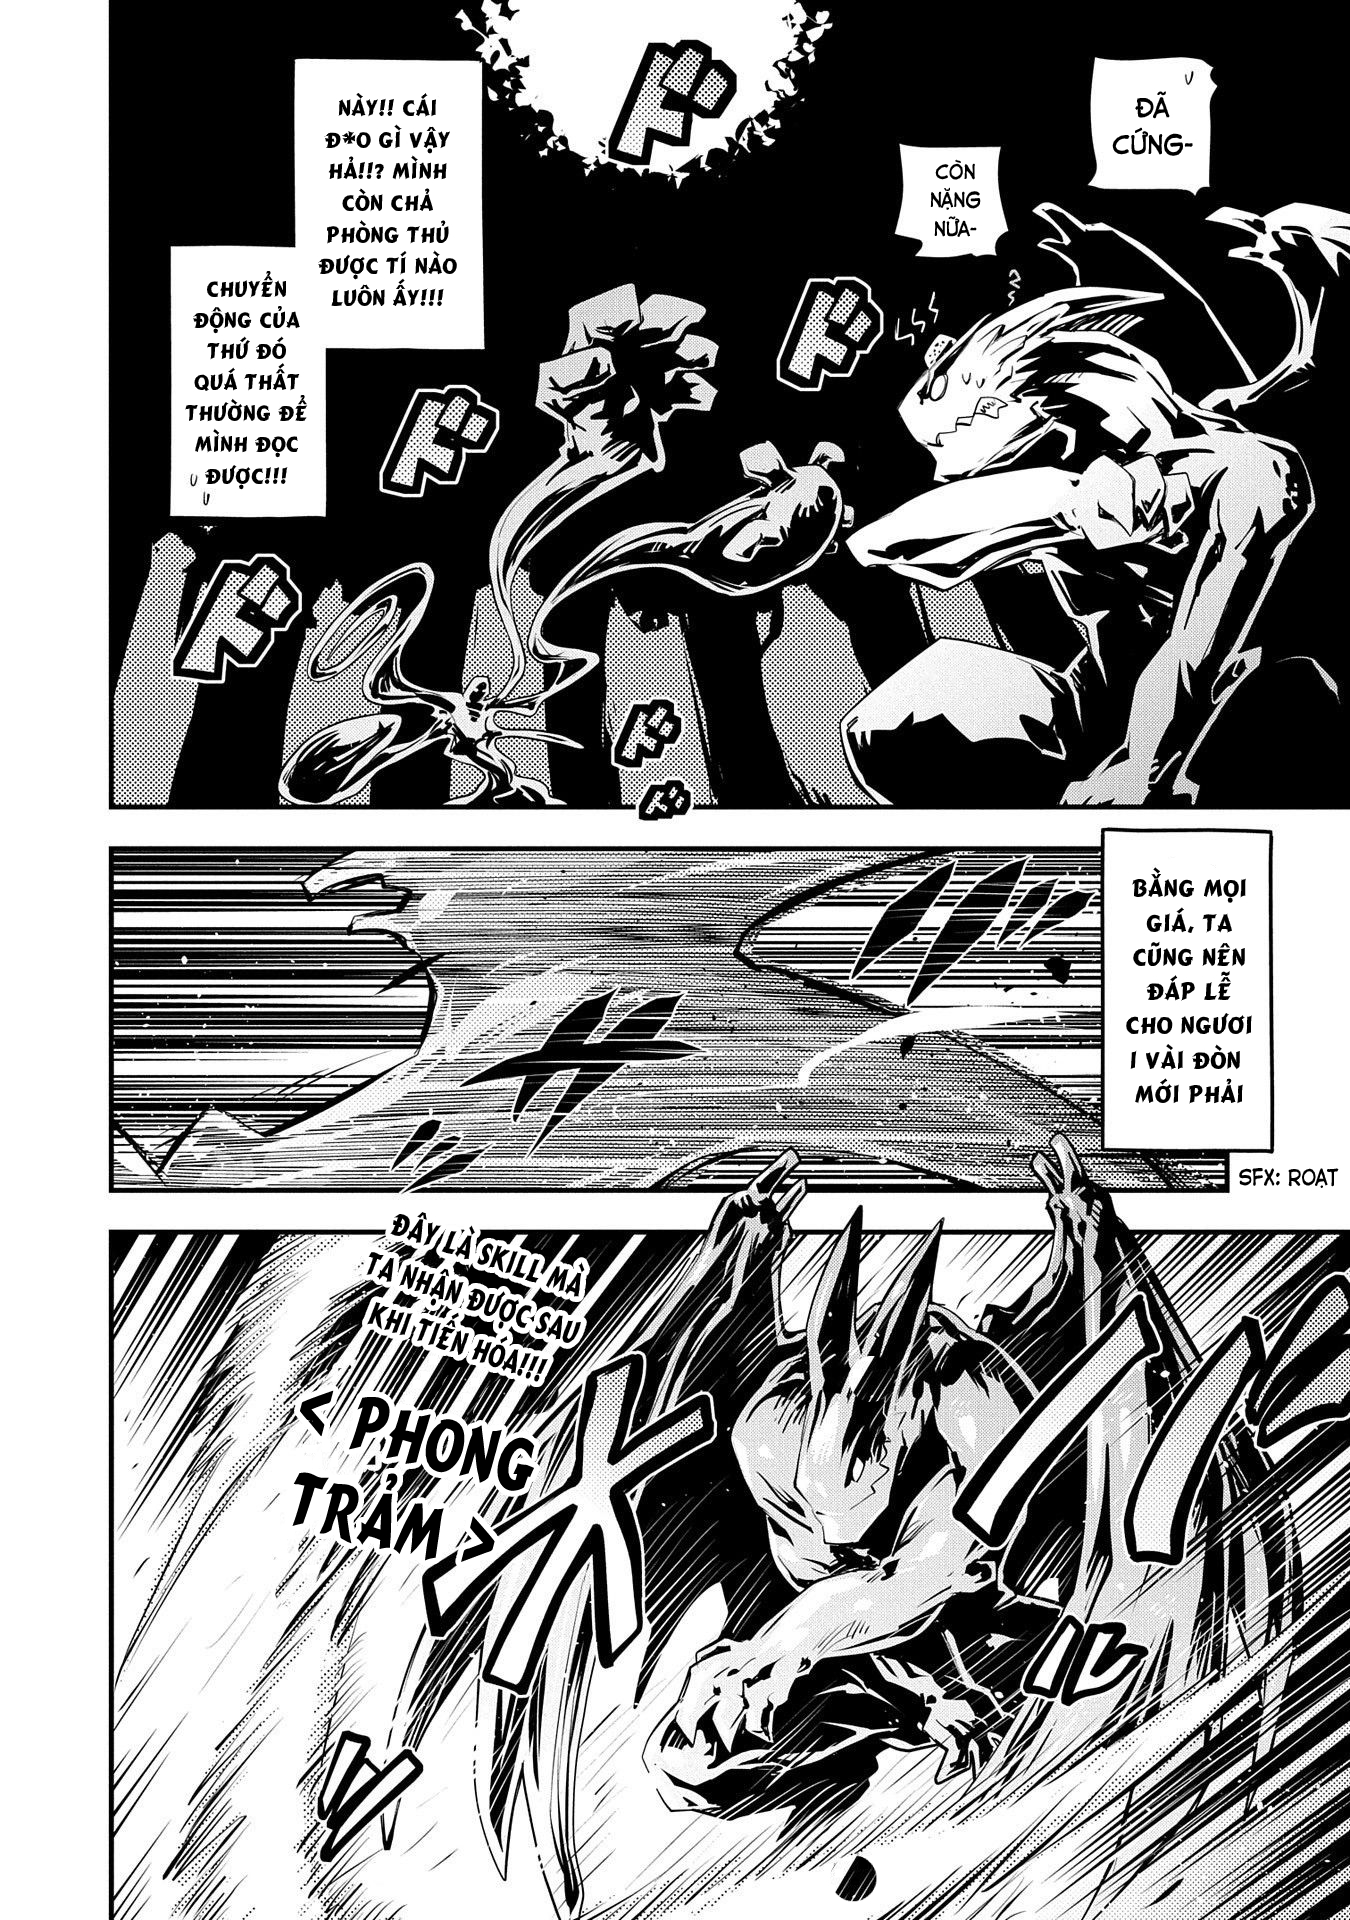 ĐÃ
CỨNG-
CÒN
NẶNG
NỮA-
NÀY!! CÁI
Đ*O GÌ VẬY
HẢ!!? MÌNH
CÒN CHẢ
PHÒNG THỦ
ĐƯỢC TÍ NÀO
LUÔN ẤY!!!
CHUYỂN
ĐỘNG CỦA
THỨ ĐÓ
QUÁ THẤT
THƯỜNG ĐỂ
MÌNH ĐỌC
ĐƯỢC!!!
ド
ド
ド
ド
ド
ド
BẰNG MỌI
GIÁ, TA
CŨNG NÊN
ĐÁP LỄ
CHO NGƯƠI
1 VÀI ĐÒN
MỚI PHẢI
SFX: ROẠT
ĐÂY LÀ SKILL MÀ
TA NHẬN ĐƯỢC SAU
KHI TIẾN HÓA!!!
< PHONG
TRẢM >